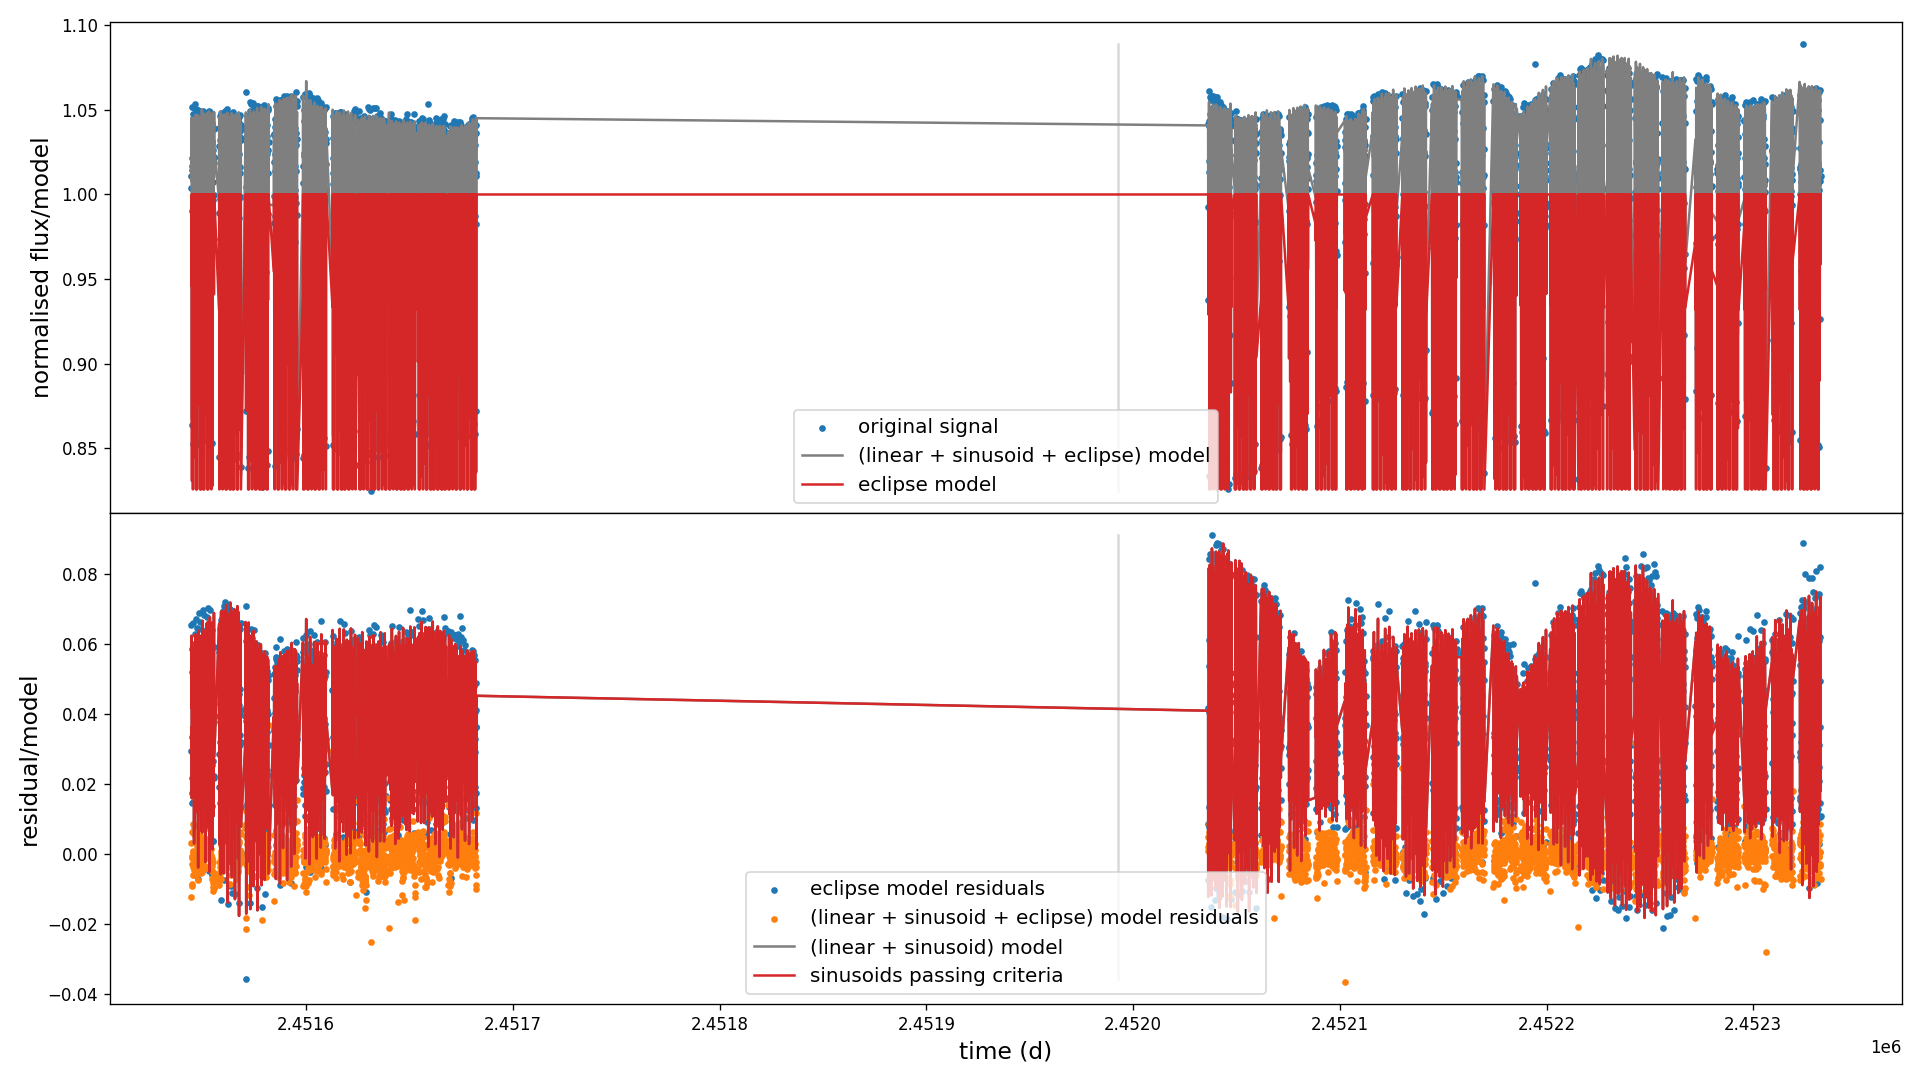 1.10
1.05
1.00
0.95
0.90
0.85
normalised flux/model
original signal
(linear + sinusoid + eclipse) model
eclipse model
0.08
0.06
0.04
0.02
0.00
−0.02
−0.04
residual/model
eclipse model residuals
(linear + sinusoid + eclipse) model residuals
(linear + sinusoid) model
sinusoids passing criteria
2.4516
2.4517
2.4518
2.4519
2.4520
2.4521
2.4522
2.4523
1e6
time (d)